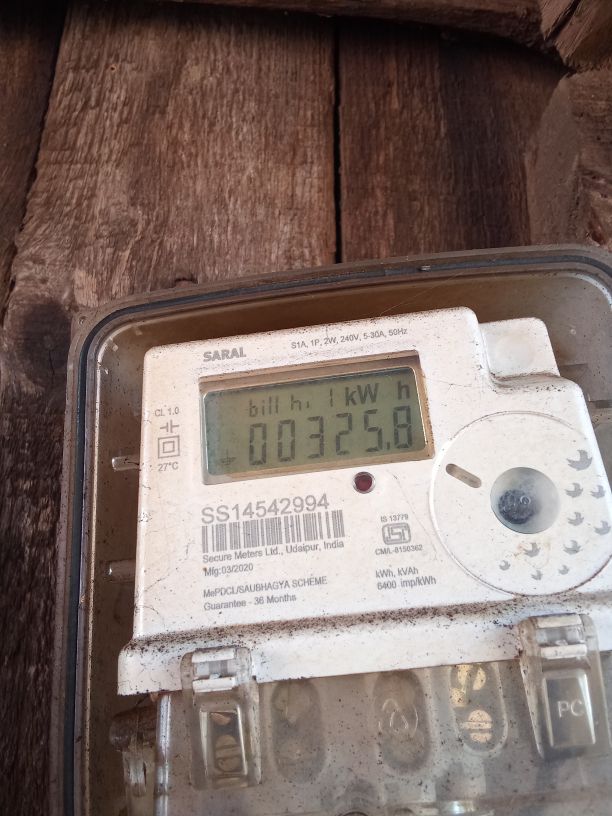 SARAL
S1A, 1P, 2W, 240V, 5-30A, 50Hz
bill h, 1 kW h
00325.8
CL 1.0
27°C
SS14542994
Secure Meters Ltd., Udaipur, India
Mfg:03/2020
MePDCL/SAUBHAGYA SCHEME
Guarantee - 36 Months
IS 13779
ISI
CM/L-8150362
kWh, kVAh
6400 imp/kWh
PC